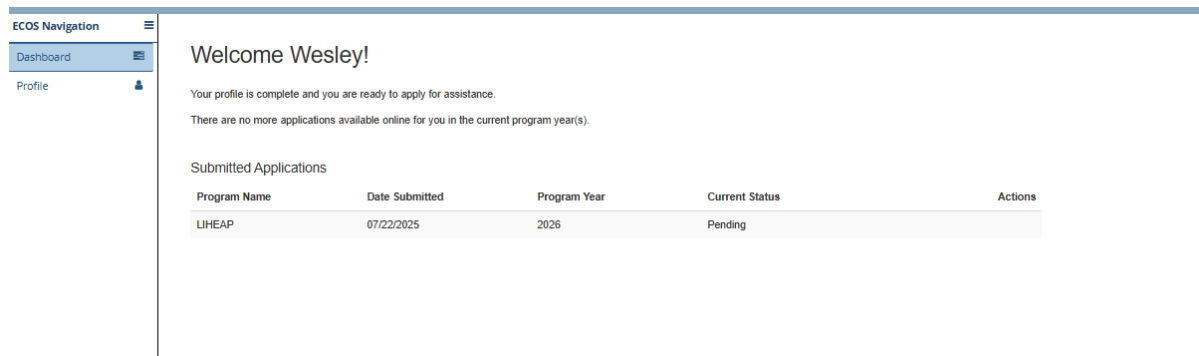 ECOS Navigation
Dashboard
Profile
Welcome Wesley!
Your profile is complete and you are ready to apply for assistance.
There are no more applications available online for you in the current program year(s).
Submitted Applications
Program Name Date Submitted Program Year Current Status Actions
LIHEAP 07/22/2025 2026 Pending